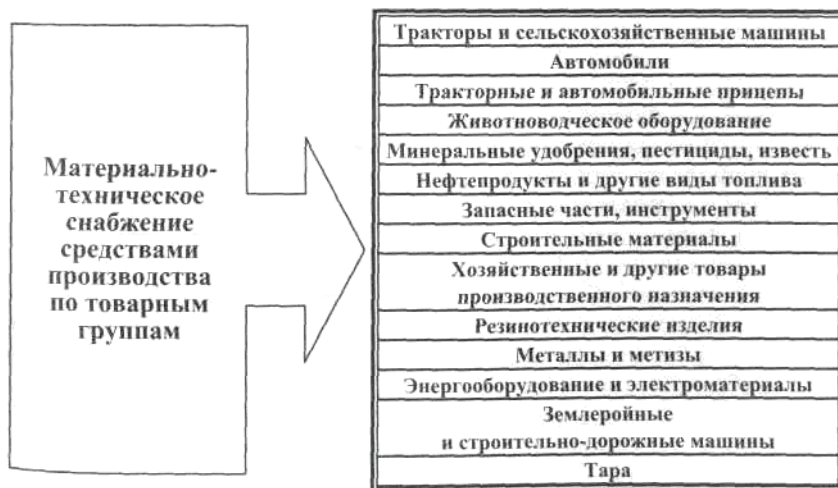 Материально-
техническое
снабжение
средствами
производства
по товарным
группам
Тракторы и сельскохозяйственные машины
Автомобили
Тракторные и автомобильные прицепы
Животноводческое оборудование
Минеральные удобрения, пестициды, известь
Нефтепродукты и другие виды топлива
Запасные части, инструменты
Строительные материалы
Хозяйственные и другие товары
производственного назначения
Резинотехнические изделия
Металлы и метизы
Энергооборудование и электроматериалы
Землеройные
и строительно-дорожные машины
Тара